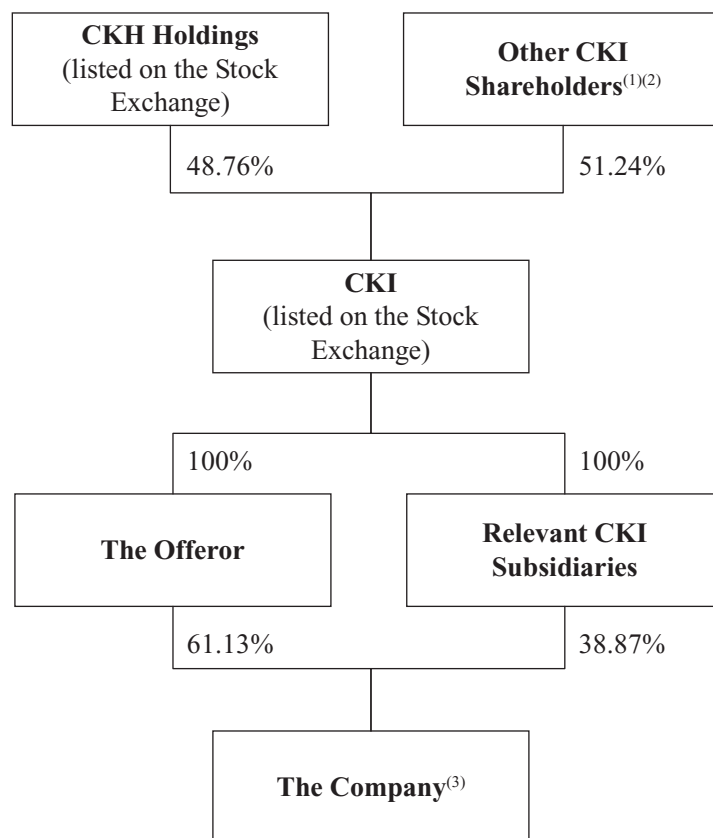 CKH Holdings
(listed on the Stock
Exchange)
Other CKI
Shareholders(1)(2)
48.76%
51.24%
CKI
(listed on the Stock
Exchange)
100%
100%
The Offeror
Relevant CKI
Subsidiaries
61.13%
38.87%
The Company(3)